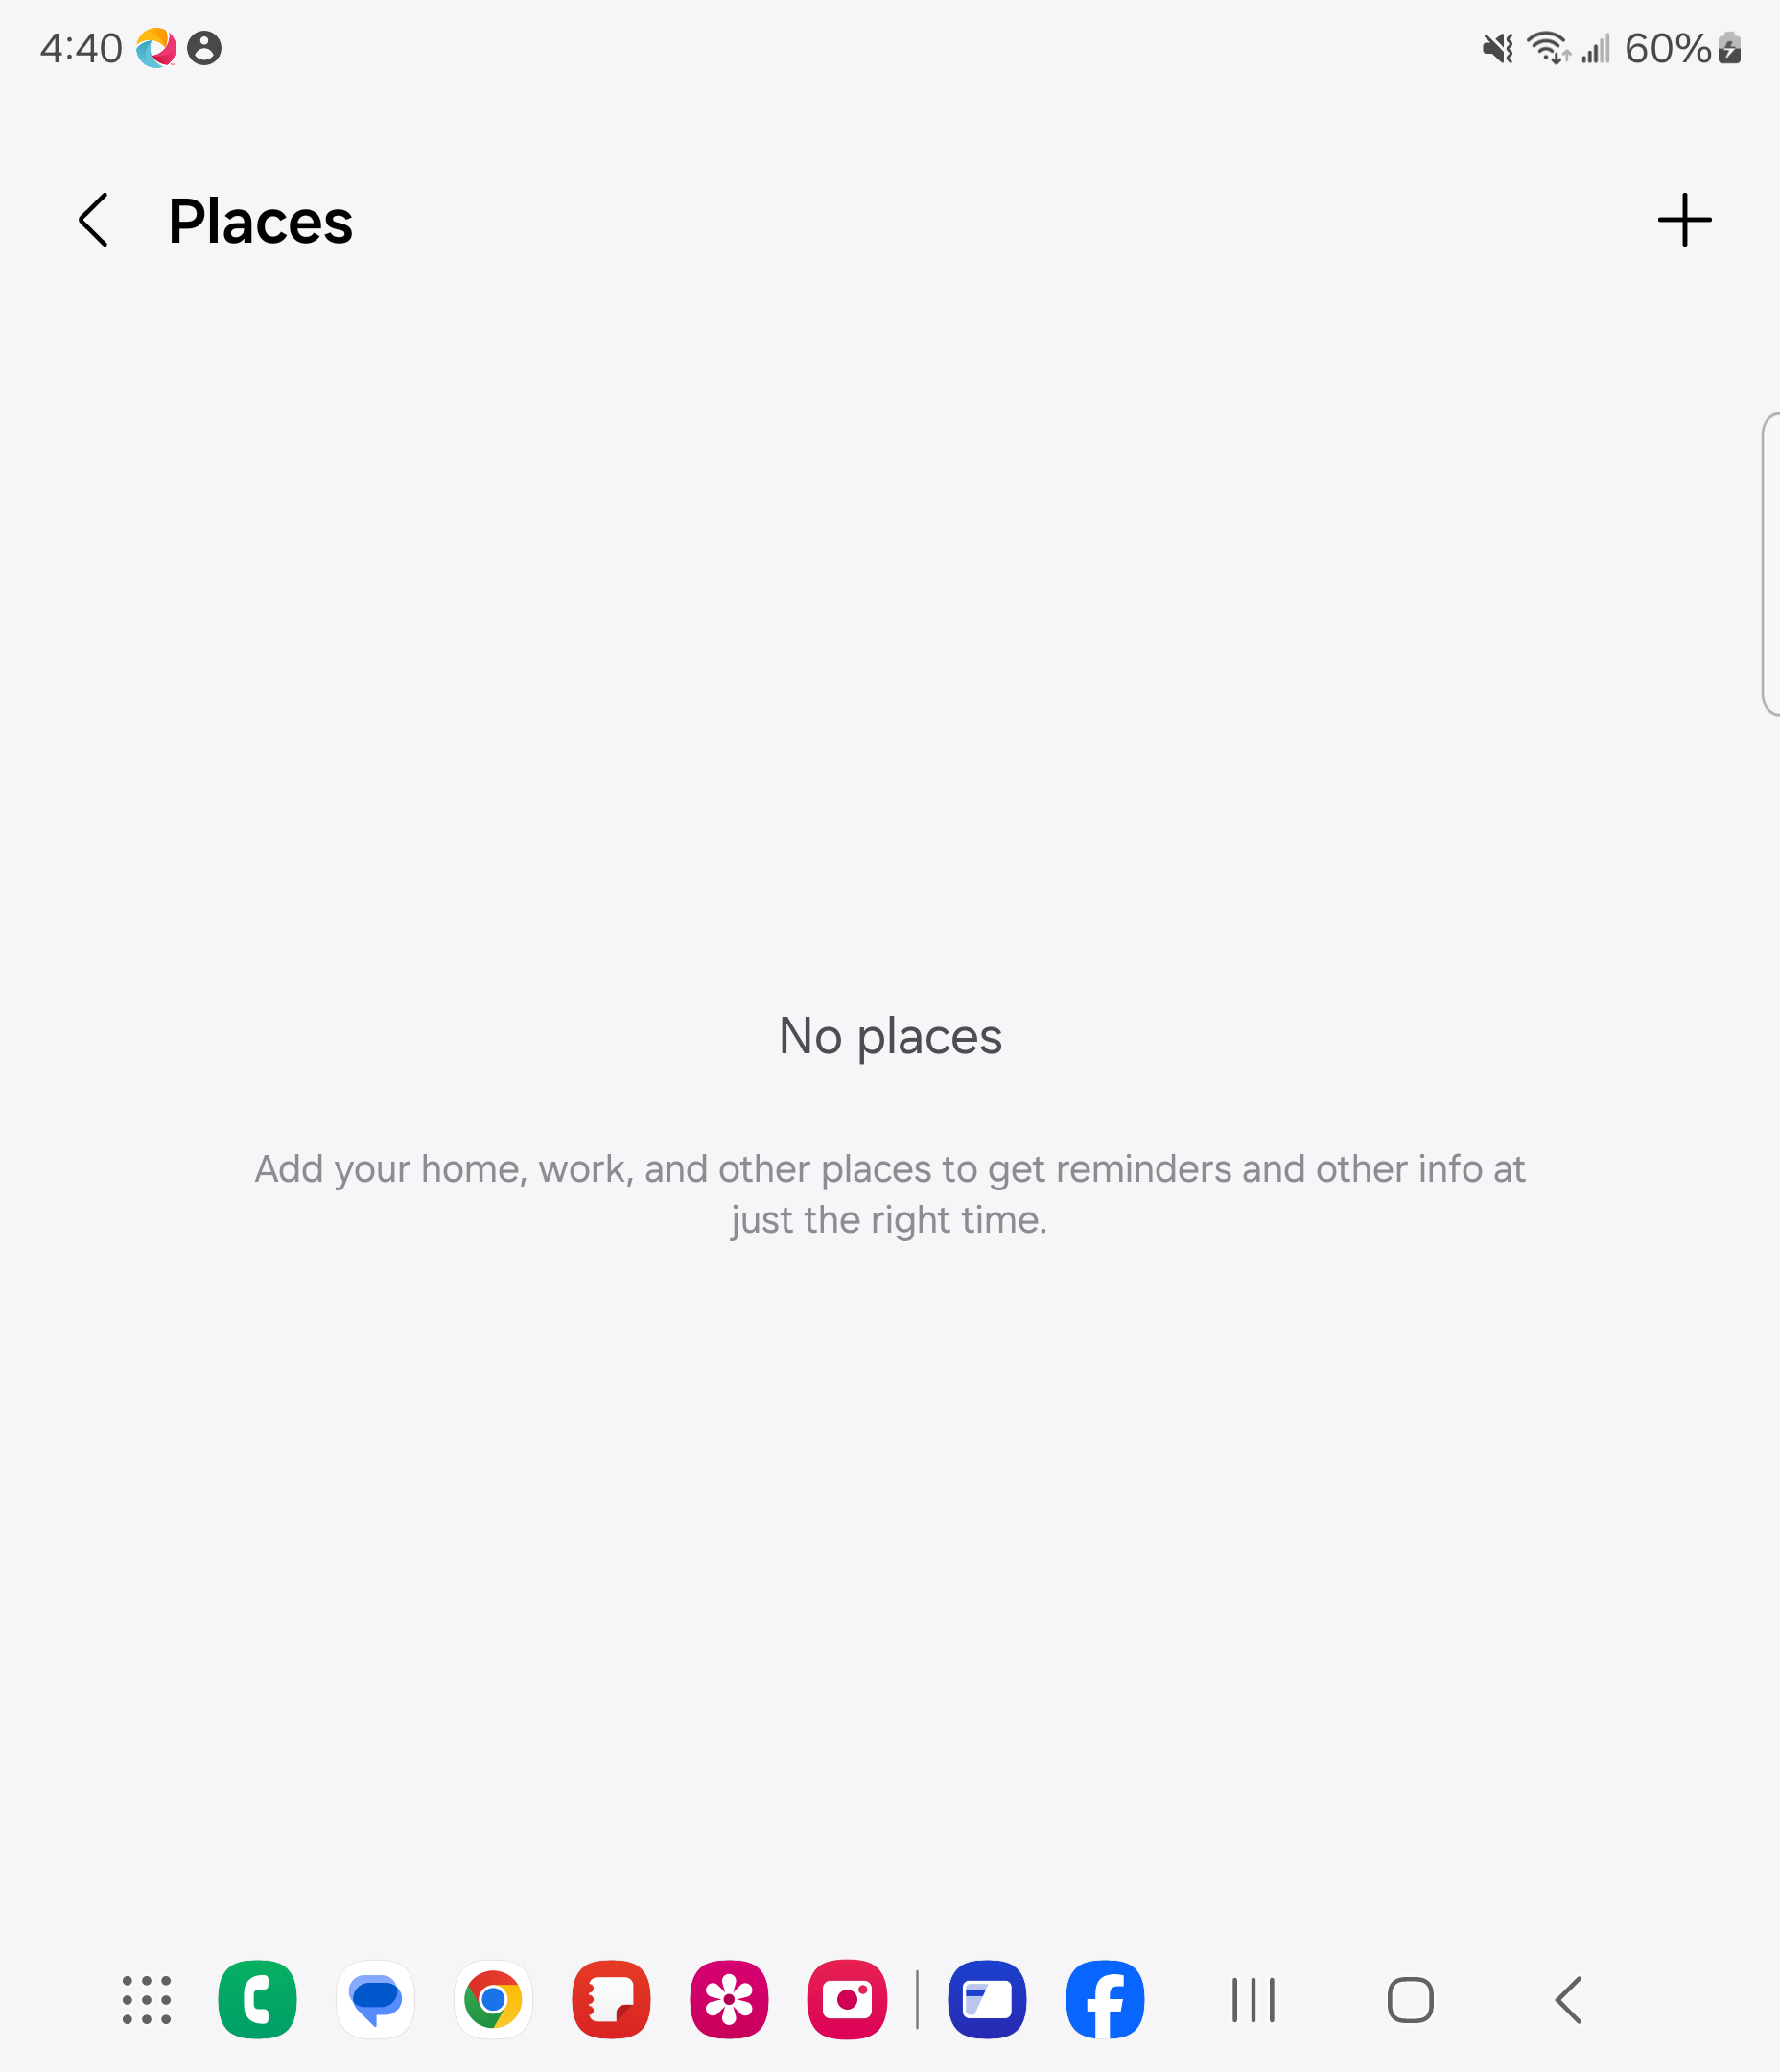 4:40
60%
Places
No places
Add your home, work, and other places to get reminders and other info at
just the right time.